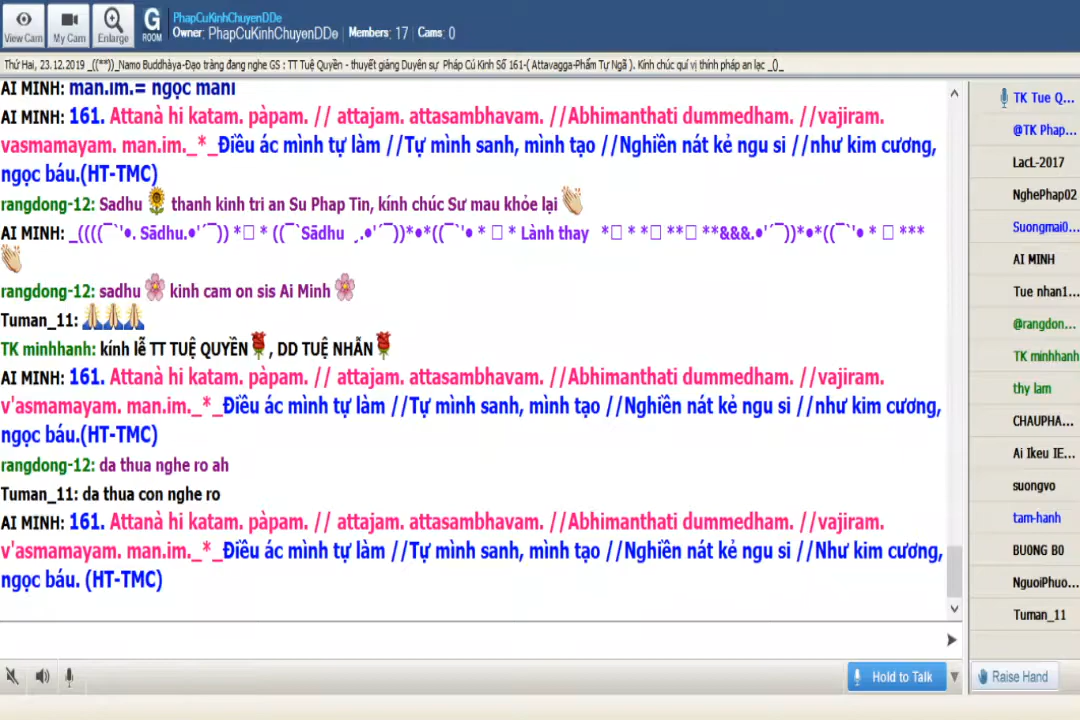 View Cam
My Cam
Enlarge
G
ROOM
PhapCuKinhChuyenDDe
Owner: PhapCuKinhChuyenDDe Members: 17 Cams: 0
Thứ Hai, 23.12.2019 _((**))_Namo Buddhàya-Đạo tràng đang nghe GS : TT Tuệ Quyền - thuyết giảng Duyên sự Pháp Cú Kinh Số 161-( Attavagga-Phẩm Tự Ngã ). Kính chúc quí vị thính pháp an lạc _()_
AI MINH: man.im.= ngọc mani
AI MINH: 161. Attanà hi katam. pàpam. // attajam. attasambhavam. //Abhimanthati dummedham. //vajiram.
vasmamayam. man.im._*_Điều ác mình tự làm //Tự mình sanh, mình tạo //Nghiền nát kẻ ngu si //như kim cương,
ngọc báu.(HT-TMC)
rangdong-12: Sadhu thanh kinh tri an Su Phap Tin, kính chúc Sư mau khỏe lại
AI MINH: _((((¯`'•. Sādhu.•'´¯)) *□ * ((¯`Sādhu ¸.•'´¯))*•*((¯`'• * □ * Lành thay *□ * *□ **□ **&&&.•'´¯))*•*((¯`'• * □ ***
rangdong-12: sadhu kinh cam on sis Ai Minh
Tuman_11:
TK minhhanh: kính lễ TT TUỆ QUYỀN , DD TUỆ NHẪN
AI MINH: 161. Attanà hi katam. pàpam. // attajam. attasambhavam. //Abhimanthati dummedham. //vajiram.
v'asmamayam. man.im._*_Điều ác mình tự làm //Tự mình sanh, mình tạo //Nghiền nát kẻ ngu si //như kim cương,
ngọc báu.(HT-TMC)
rangdong-12: da thua nghe ro ah
Tuman_11: da thua con nghe ro
AI MINH: 161. Attanà hi katam. pàpam. // attajam. attasambhavam. //Abhimanthati dummedham. //vajiram.
v'asmamayam. man.im._*_Điều ác mình tự làm //Tự mình sanh, mình tạo //Nghiền nát kẻ ngu si //Như kim cương,
ngọc báu. (HT-TMC)
Hold to Talk
TK Tue Q...
@TK Phap...
LacL-2017
NghePhap02
Suongmai0...
AI MINH
Tue nhan1...
@rangdon...
TK minhhanh
thy lam
CHAUPHA...
Ai Ikeu IE...
suongvo
tam-hanh
BUONG BO
NguoiPhuo...
Tuman_11
Raise Hand